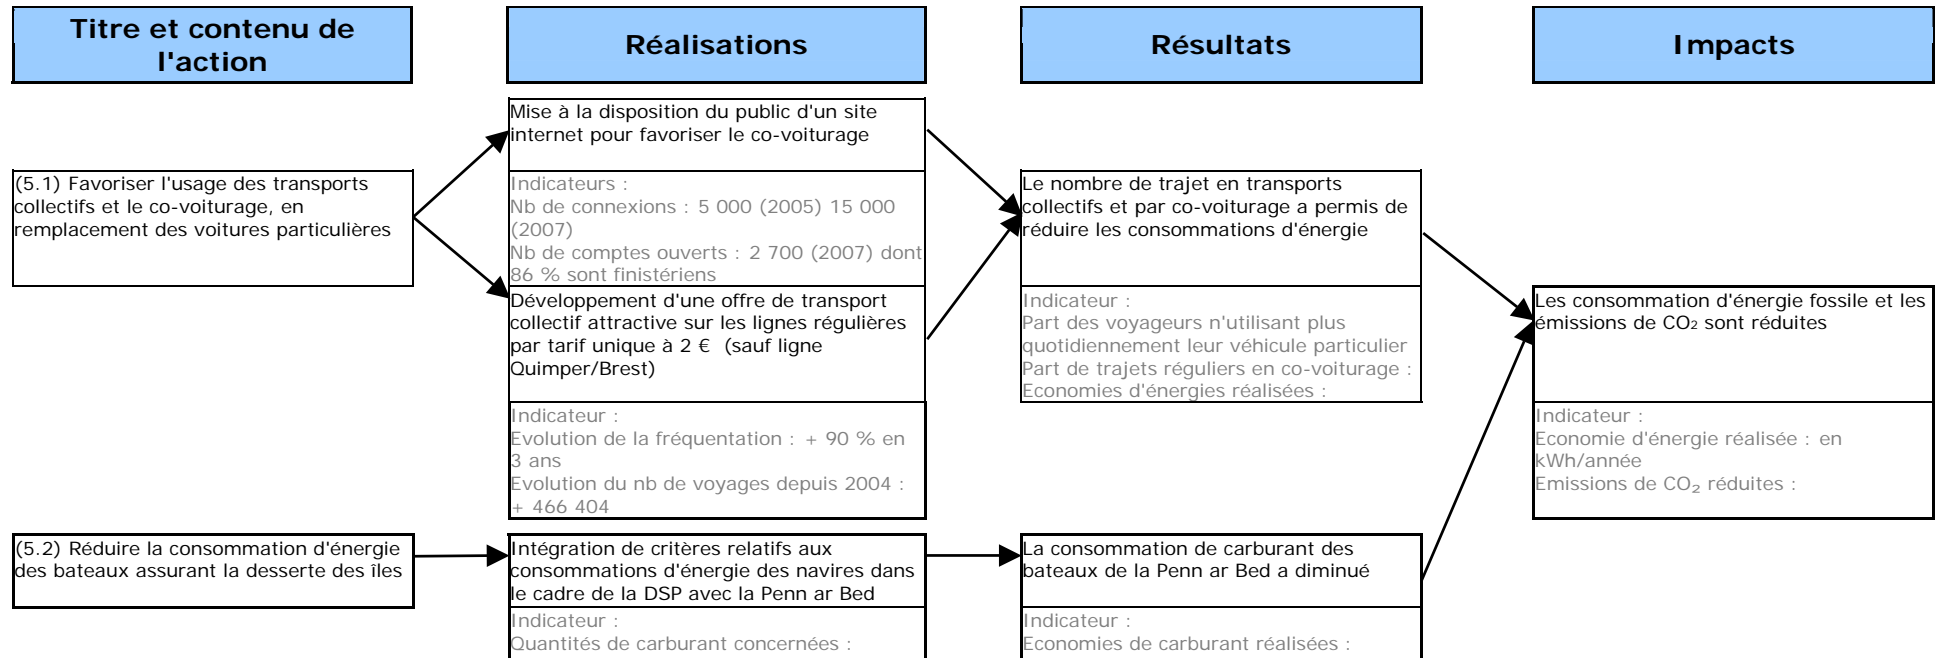 Titre et contenu de
l'action
Réalisations
Résultats
Impacts
Mise à la disposition du public d'un site
internet pour favoriser le co-voiturage
(5.1) Favoriser l'usage des transports
collectifs et le co-voiturage, en
remplacement des voitures particulières
Indicateurs :
Nb de connexions : 5 000 (2005) 15 000
(2007)
Nb de comptes ouverts : 2 700 (2007) dont
86 % sont finistériens
Le nombre de trajet en transports
collectifs et par co-voiturage a permis de
réduire les consommations d'énergie
Développement d'une offre de transport
collectif attractive sur les lignes régulières
par tarif unique à 2 € (sauf ligne
Quimper/Brest)
Indicateur :
Part des voyageurs n'utilisant plus
quotidiennement leur véhicule particulier
Part de trajets réguliers en co-voiturage :
Economies d'énergies réalisées :
Les consommation d'énergie fossile et les
émissions de CO₂ sont réduites
Indicateur :
Evolution de la fréquentation : + 90 % en
3 ans
Evolution du nb de voyages depuis 2004 :
+ 466 404
Indicateur :
Economie d'énergie réalisée : en
kWh/année
Emissions de CO₂ réduites :
(5.2) Réduire la consommation d'énergie
des bateaux assurant la desserte des îles
Intégration de critères relatifs aux
consommations d'énergie des navires dans
le cadre de la DSP avec la Penn ar Bed
La consommation de carburant des
bateaux de la Penn ar Bed a diminué
Indicateur :
Quantités de carburant concernées :
Indicateur :
Economies de carburant réalisées :